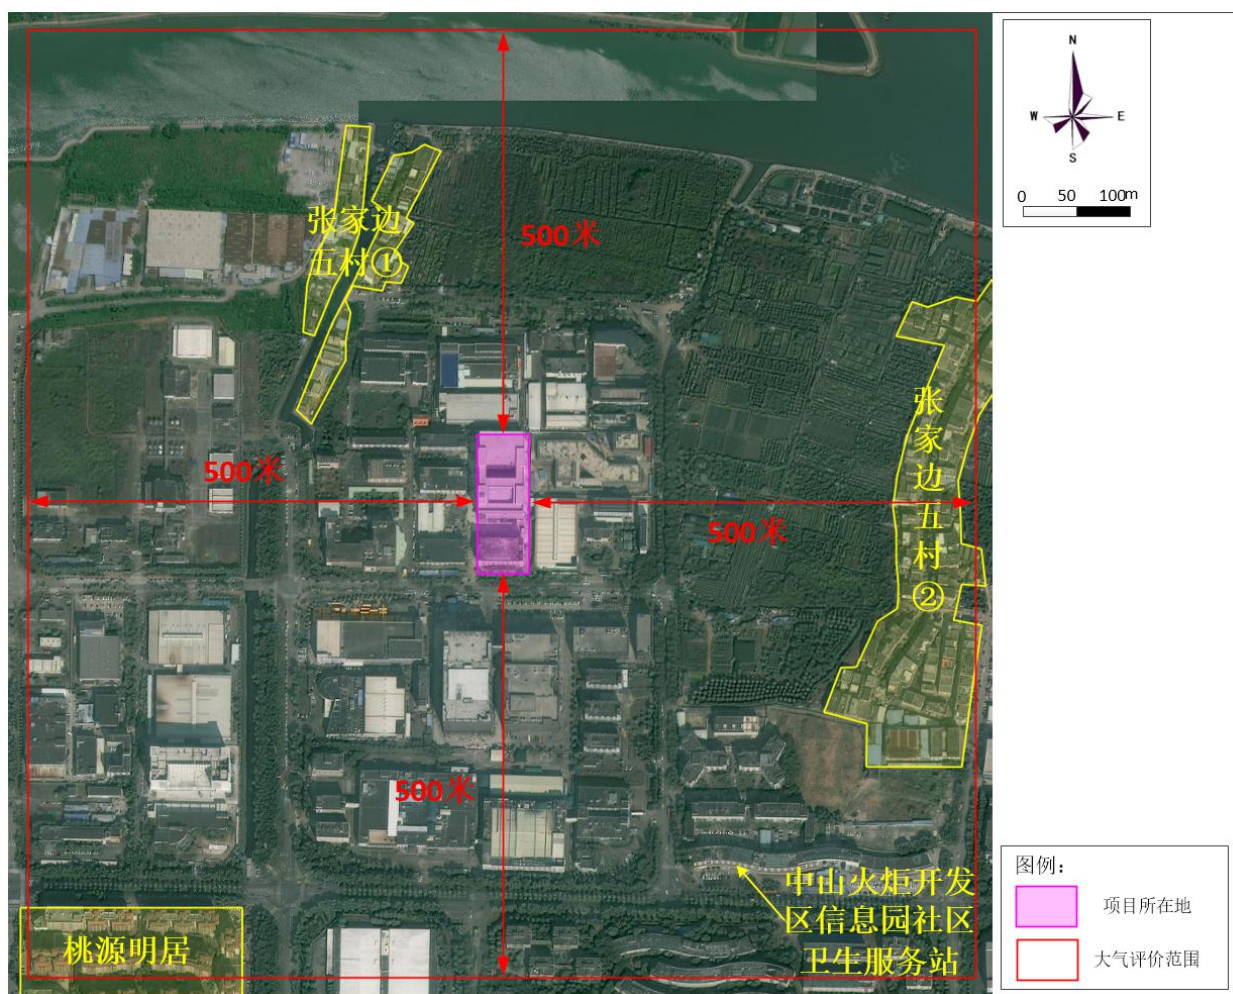 N
W
E
S
0 50 100m
张家边
五村①
500米
500米
500米
500米
张
家
边
五
村
②
中山火炬开发
区信息园社区
卫生服务站
桃源明居
图例：
项目所在地
大气评价范围